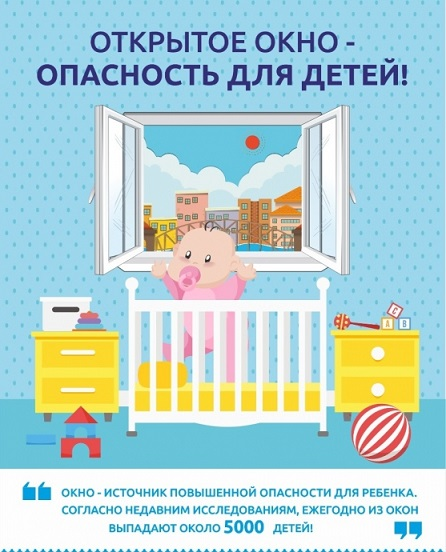 ОТКРЫТОЕ ОКНО -
ОПАСНОСТЬ ДЛЯ ДЕТЕЙ!
C
A B
ОКНО - ИСТОЧНИК ПОВЫШЕННОЙ ОПАСНОСТИ ДЛЯ РЕБЕНКА.
СОГЛАСНО НЕДАВНИМ ИССЛЕДОВАНИЯМ, ЕЖЕГОДНО ИЗ ОКОН
ВЫПАДАЮТ ОКОЛО 5000 ДЕТЕЙ!